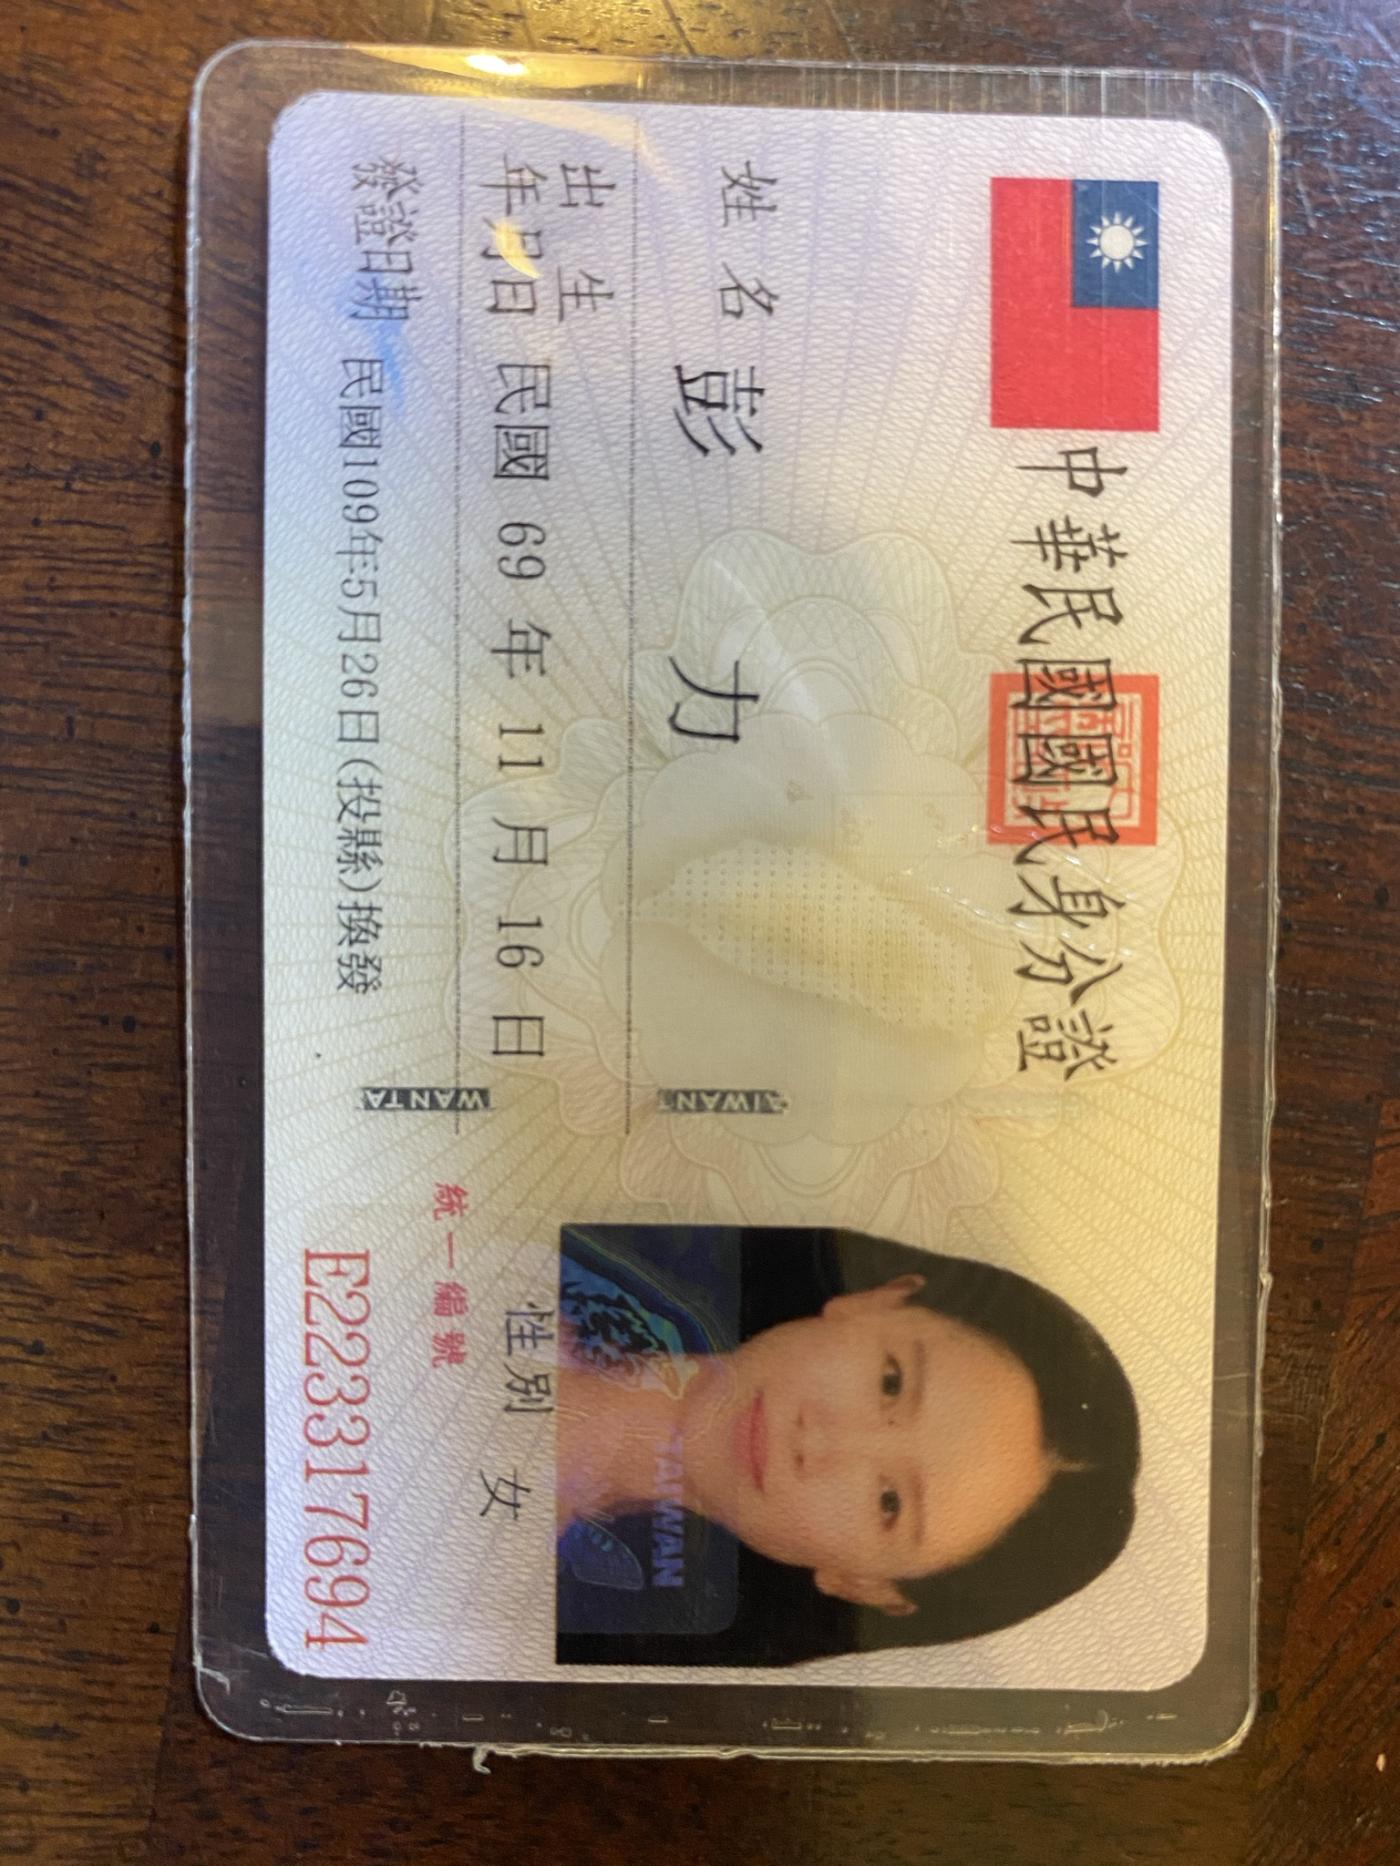 中華民國國民身分證
姓名 彭 力
出生
年月日 民國 69 年 11 月 16 日
性別 女
發證日期 民國109年5月26日(投縣)換發
統一編號
E223317694
TAIWAN